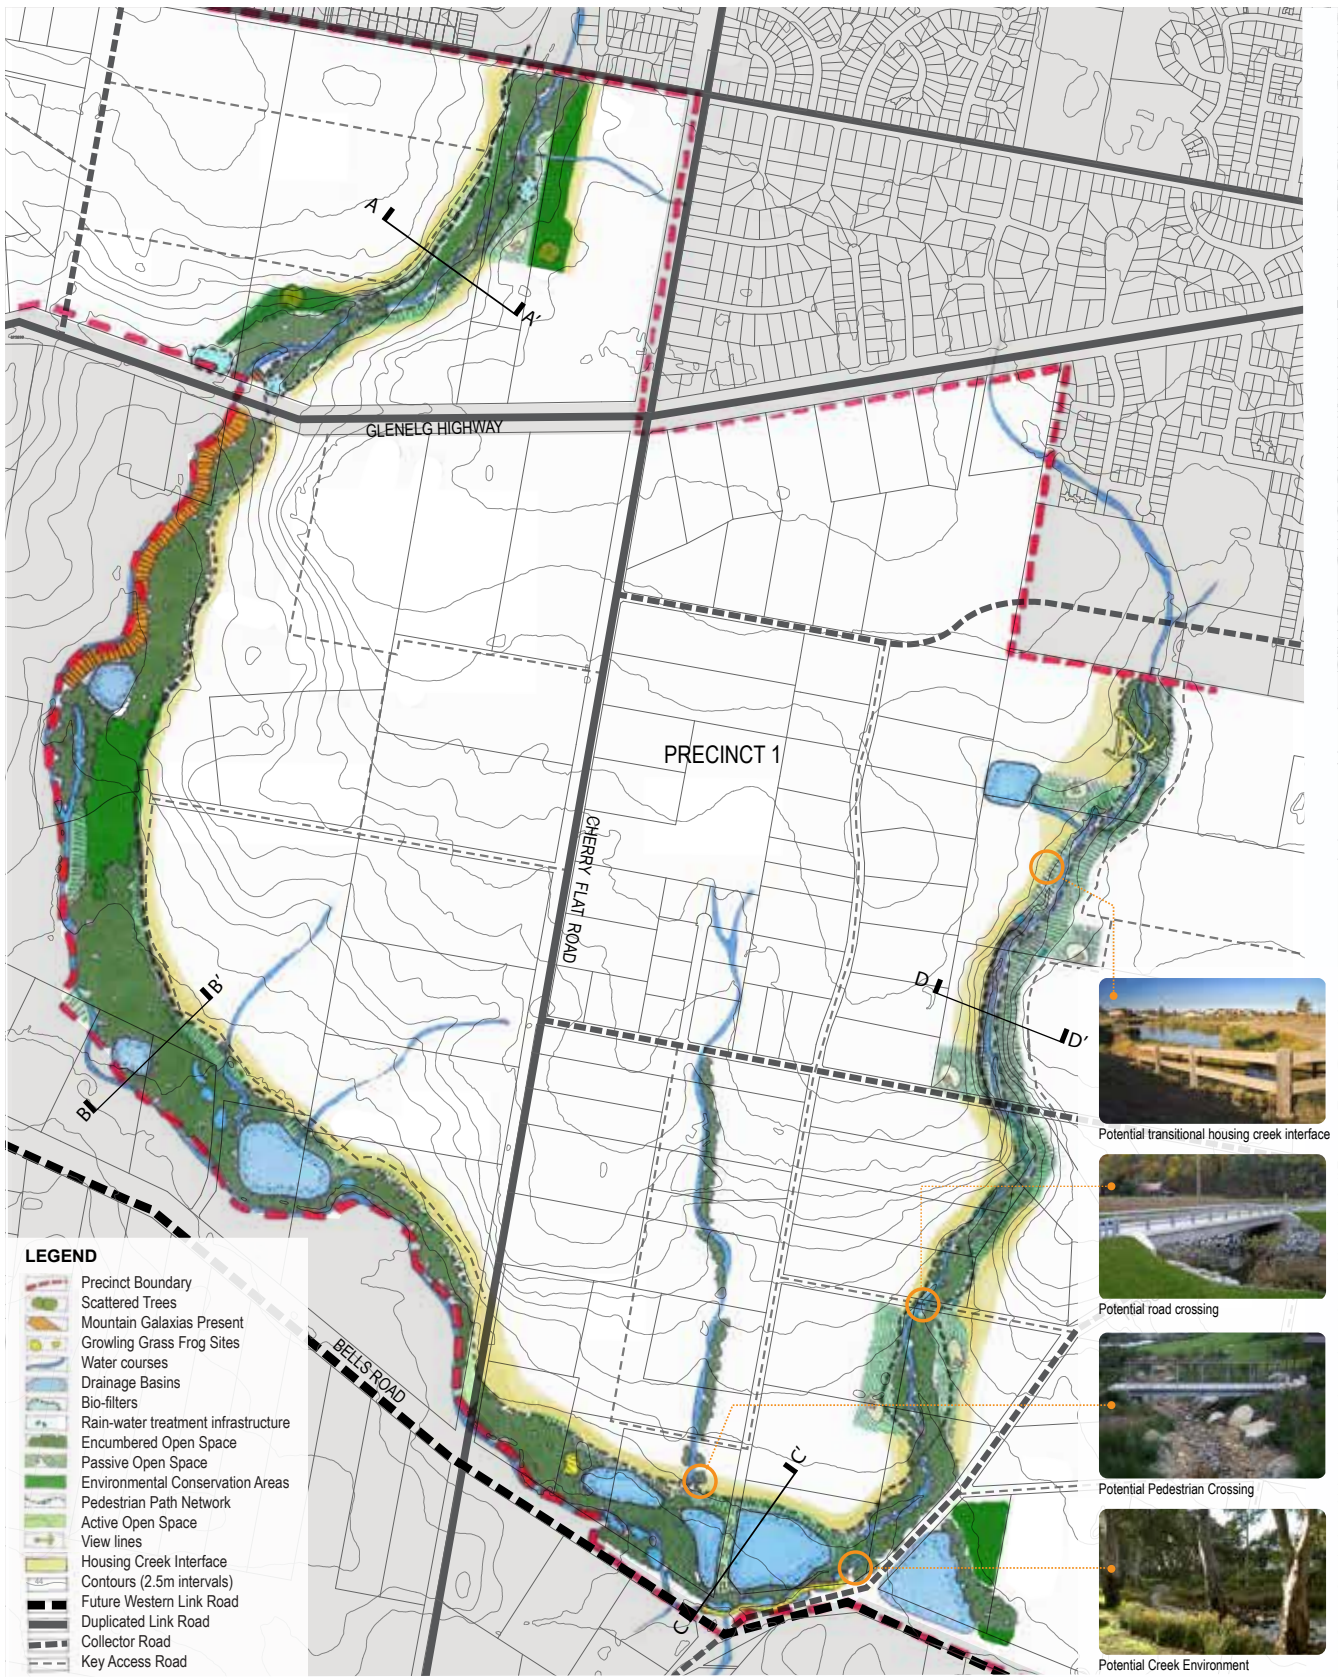 A
A'
GLENELG HIGHWAY
PRECINCT 1
CHERRY FLAT ROAD
B'
B
D
D'
Potential transitional housing creek interface
Potential road crossing
BELLS ROAD
C'
C
Potential Pedestrian Crossing
Potential Creek Environment
LEGEND
Precinct Boundary
Scattered Trees
Mountain Galaxias Present
Growling Grass Frog Sites
Water courses
Drainage Basins
Bio-filters
Rain-water treatment infrastructure
Encumbered Open Space
Passive Open Space
Environmental Conservation Areas
Pedestrian Path Network
Active Open Space
View lines
Housing Creek Interface
Contours (2.5m intervals)
Future Western Link Road
Duplicated Link Road
Collector Road
Key Access Road